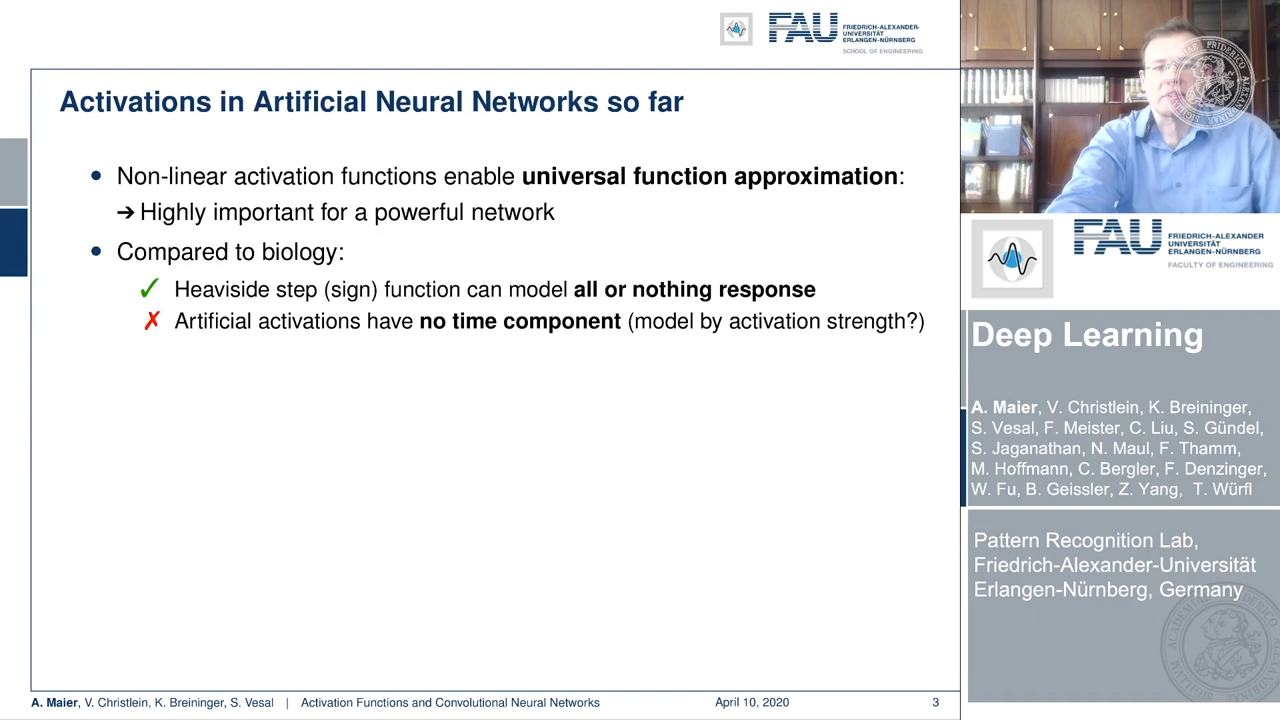 FAU
FRIEDRICH-ALEXANDER-
UNIVERSITÄT
ERLANGEN-NÜRNBERG
SCHOOL OF ENGINEERING
Activations in Artificial Neural Networks so far
• Non-linear activation functions enable universal function approximation:
➔ Highly important for a powerful network
• Compared to biology:
✓ Heaviside step (sign) function can model all or nothing response
✗ Artificial activations have no time component (model by activation strength?)
A. Maier, V. Christlein, K. Breininger, S. Vesal | Activation Functions and Convolutional Neural Networks April 10, 2020 3
FAU
FRIEDRICH-ALEXANDER
UNIVERSITÄT
ERLANGEN-NÜRNBERG
FACULTY OF ENGINEERING
Deep Learning
A. Maier, V. Christlein, K. Breininger,
S. Vesal, F. Meister, C. Liu, S. Gündel,
S. Jaganathan, N. Maul, F. Thamm,
M. Hoffmann, C. Bergler, F. Denzinger,
W. Fu, B. Geissler, Z. Yang, T. Würfl
Pattern Recognition Lab,
Friedrich-Alexander-Universität
Erlangen-Nürnberg, Germany